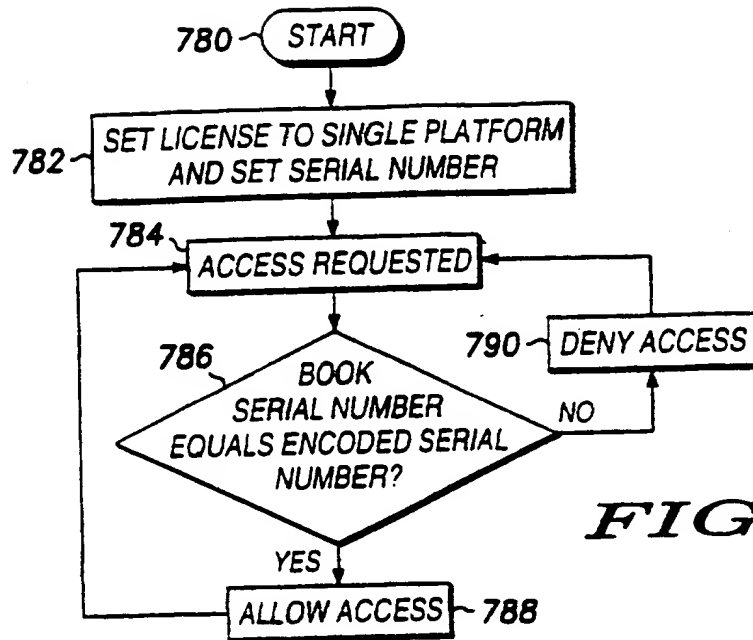 780
START
782
SET LICENSE TO SINGLE PLATFORM
AND SET SERIAL NUMBER
784
ACCESS REQUESTED
786
BOOK
SERIAL NUMBER
EQUALS ENCODED SERIAL
NUMBER?
NO
790
DENY ACCESS
FIG
YES
ALLOW ACCESS
788